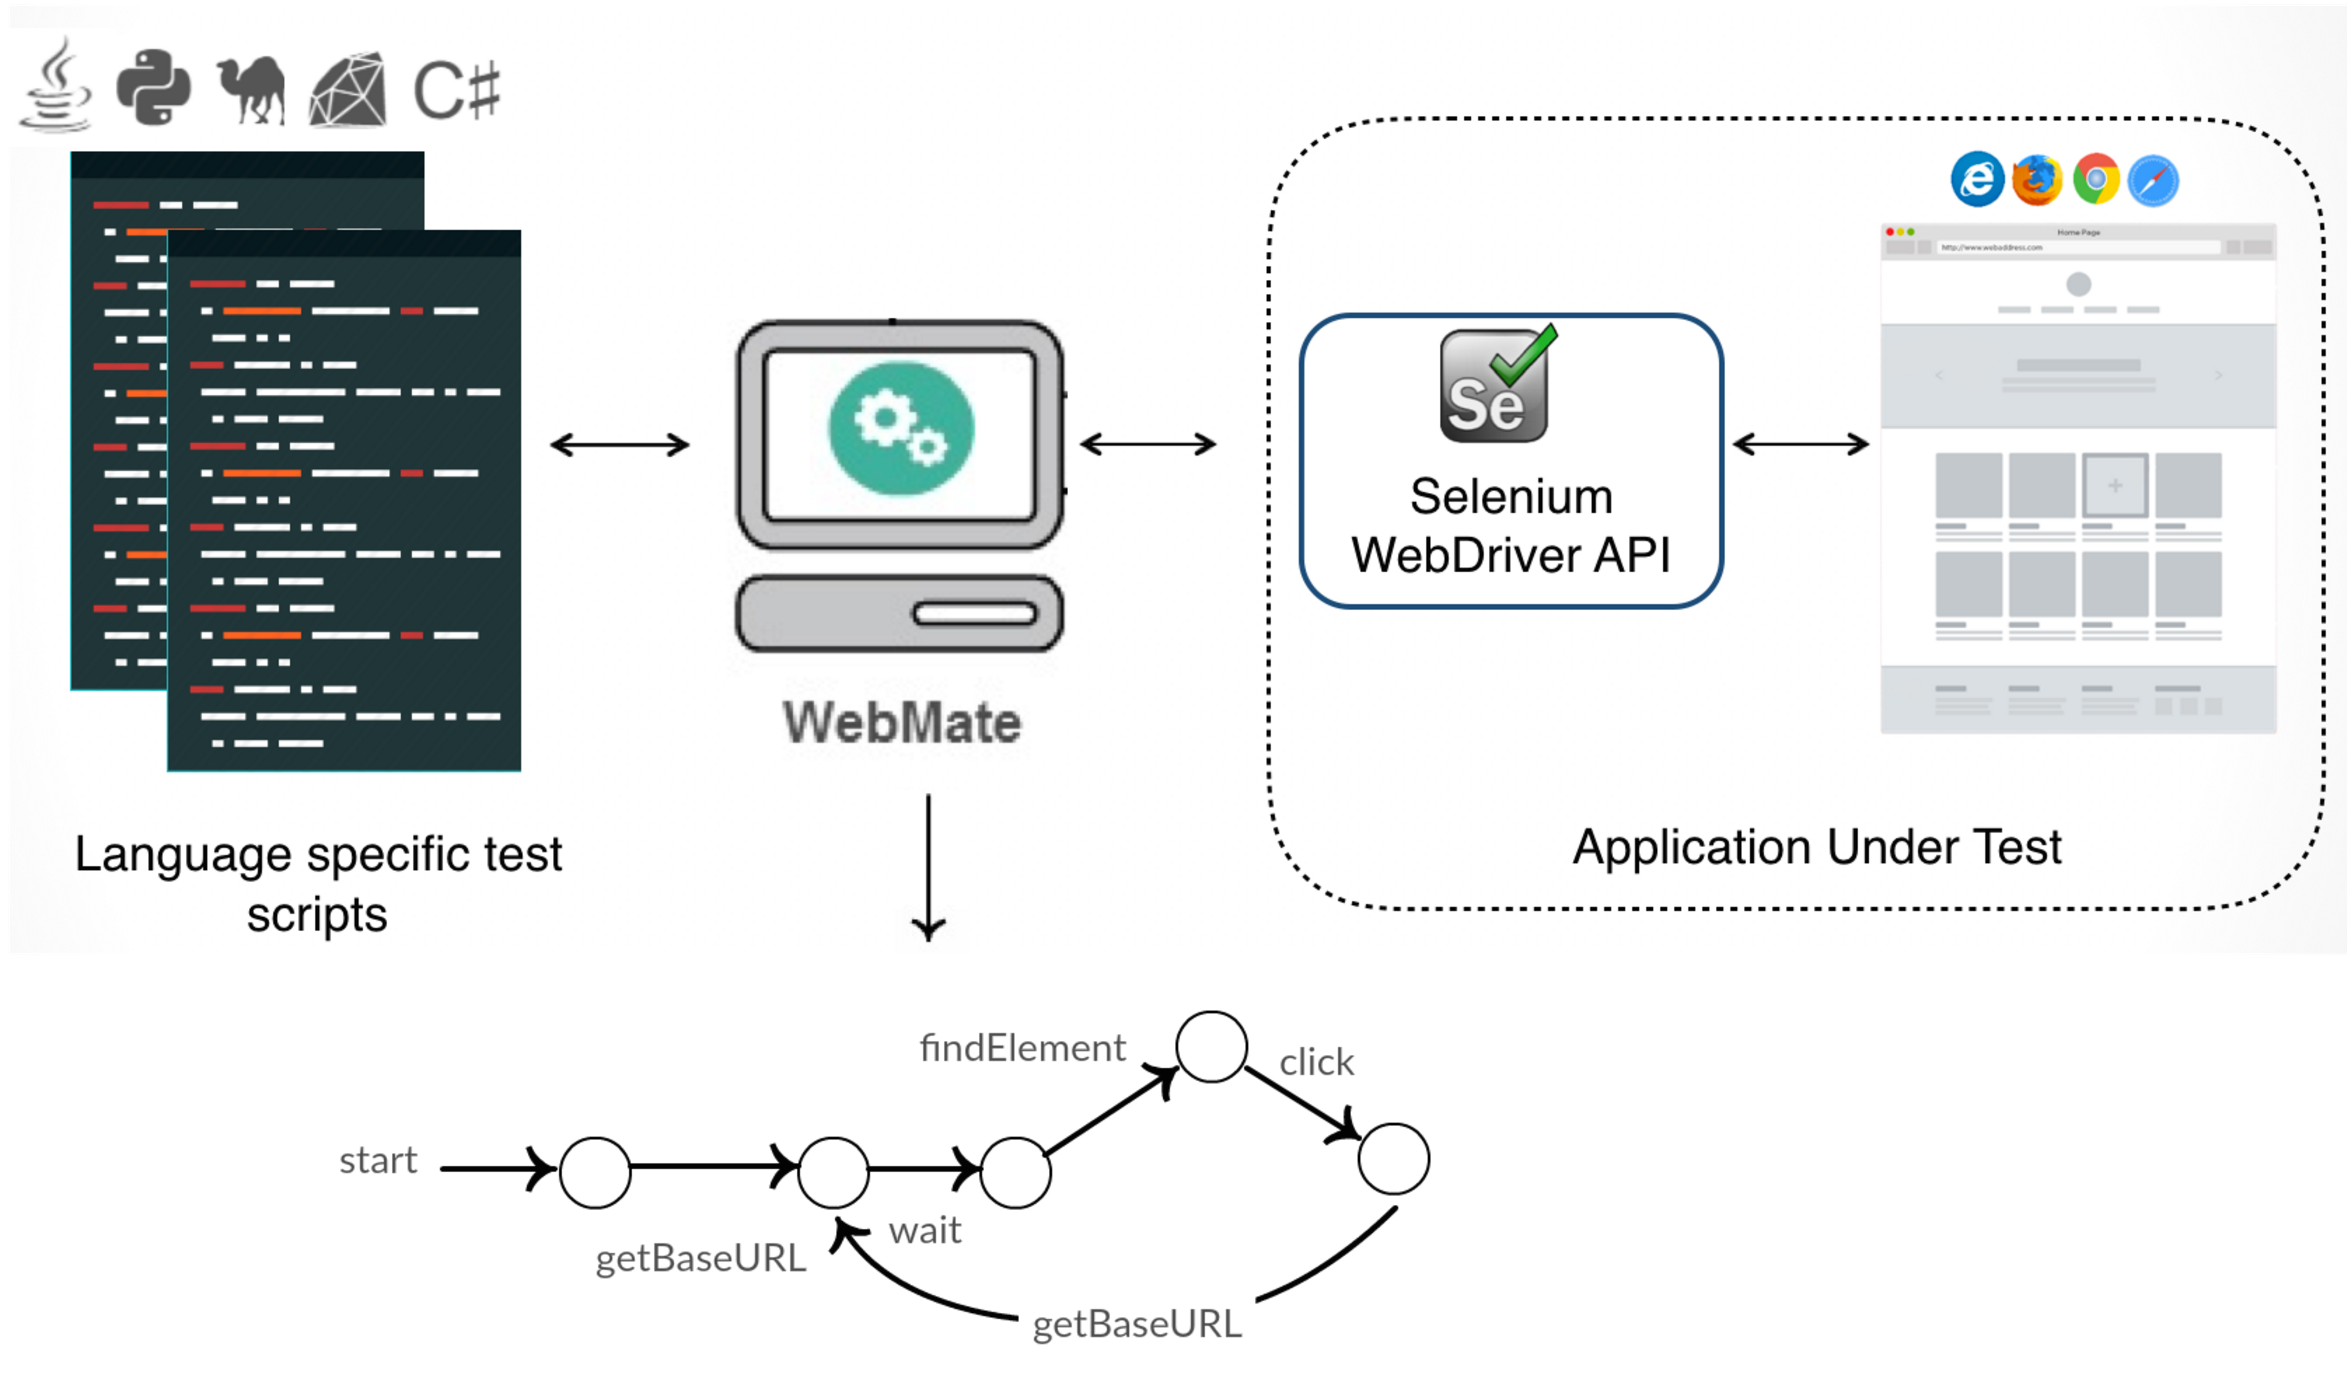 C#
Home Page
http://www.webaddress.com
Se
Selenium
WebDriver API
WebMate
Language specific test
scripts
Application Under Test
findElement
click
start
wait
getBaseURL
getBaseURL